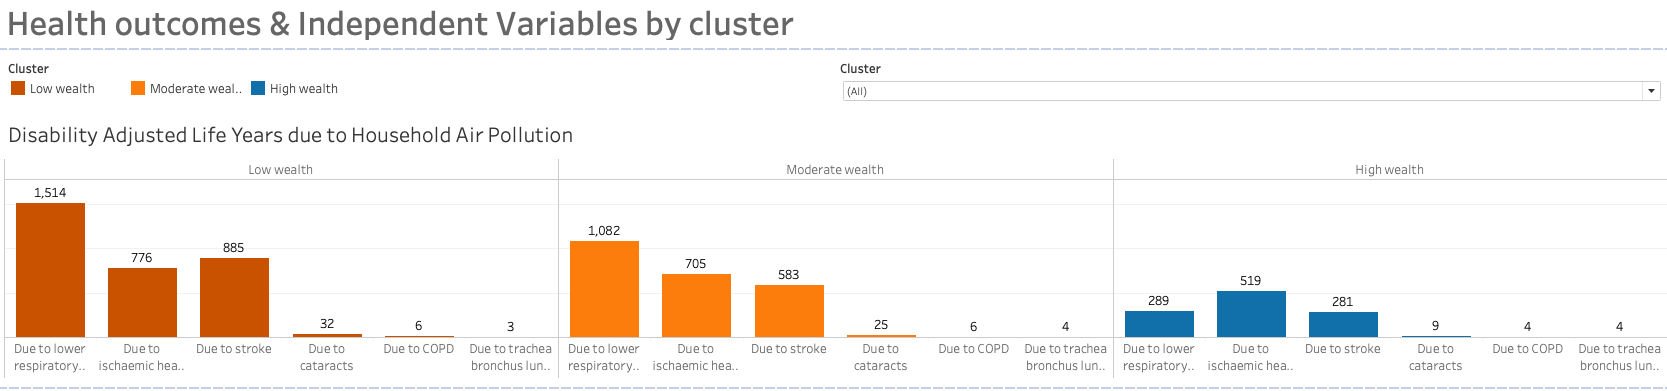 Health outcomes & Independent Variables by cluster
Cluster
Low wealth
Moderate weal..
High wealth
Cluster
(All)
Disability Adjusted Life Years due to Household Air Pollution
Low wealth
Moderate wealth
High wealth
1,514
776
885
32
6
3
1,082
705
583
25
6
4
289
519
281
9
4
4
Due to lower
respiratory..
Due to
ischaemic hea..
Due to stroke
Due to
cataracts
Due to COPD
Due to trachea
bronchus lun..
Due to lower
respiratory..
Due to
ischaemic hea..
Due to stroke
Due to
cataracts
Due to COPD
Due to trachea
bronchus lun..
Due to lower
respiratory..
Due to
ischaemic hea..
Due to stroke
Due to
cataracts
Due to COPD
Due to trachea
bronchus lun..